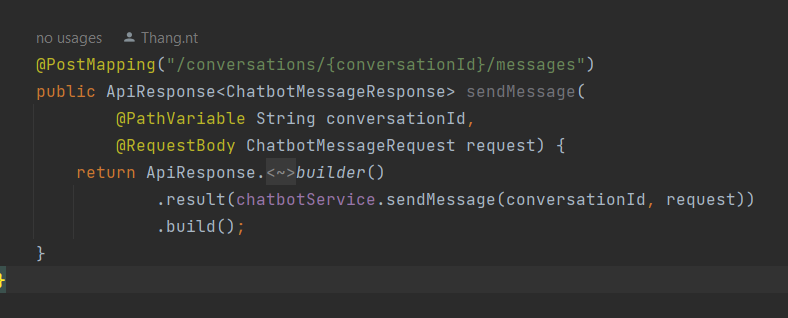 no usages Thang.nt
@PostMapping("/conversations/{conversationId}/messages")
public ApiResponse<ChatbotMessageResponse> sendMessage(
@PathVariable String conversationId,
@RequestBody ChatbotMessageRequest request) {
return ApiResponse.<~>builder()
.result(chatbotService.sendMessage(conversationId, request))
.build();
}
}